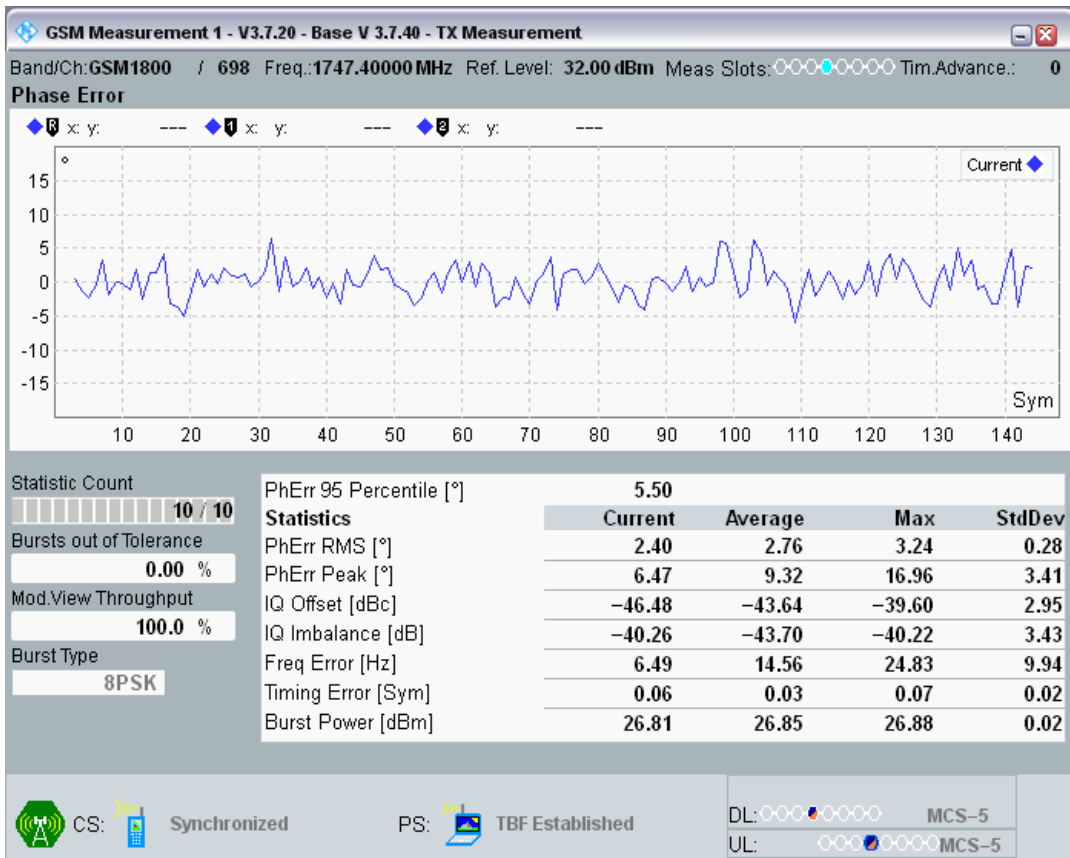 GSM Measurement 1 - V3.7.20 - Base V 3.7.40 - TX Measurement
Band/Ch:GSM1800 / 698 Freq.:1747.40000 MHz Ref. Level: 32.00 dBm Meas Slots: Tim.Advance.: 0
Phase Error
R x: y: --- 1 x: y: --- 2 x: y: ---
°
Current
15
10
5
0
-5
-10
-15
Sym
10 20 30 40 50 60 70 80 90 100 110 120 130 140
Statistic Count
10 / 10
Bursts out of Tolerance
0.00 %
Mod.View Throughput
100.0 %
Burst Type
8PSK
PhErr 95 Percentile [°] 5.50
Statistics Current Average Max StdDev
PhErr RMS [°] 2.40 2.76 3.24 0.28
PhErr Peak [°] 6.47 9.32 16.96 3.41
IQ Offset [dBc] −46.48 −43.64 −39.60 2.95
IQ Imbalance [dB] −40.26 −43.70 −40.22 3.43
Freq Error [Hz] 6.49 14.56 24.83 9.94
Timing Error [Sym] 0.06 0.03 0.07 0.02
Burst Power [dBm] 26.81 26.85 26.88 0.02
CS: Synchronized PS: TBF Established
DL: MCS−5
UL: MCS−5